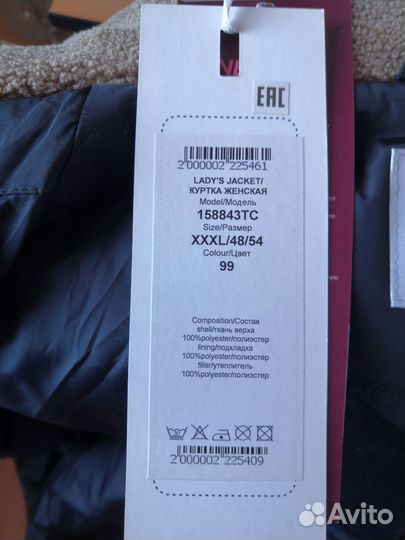 NE
EAC
2 000002 225461
LADY'S JACKET/
КУРТКА ЖЕНСКАЯ
Model/Модель
158843TC
Size/Размер
XXXL/48/54
Colour/Цвет
99
Composition/Состав
shell/ткань верха
100%polyester/полиэстер
lining/подкладка
100%polyester/полиэстер
filler/утеплитель
100%polyester/полиэстер
2 000002 225409
Avito